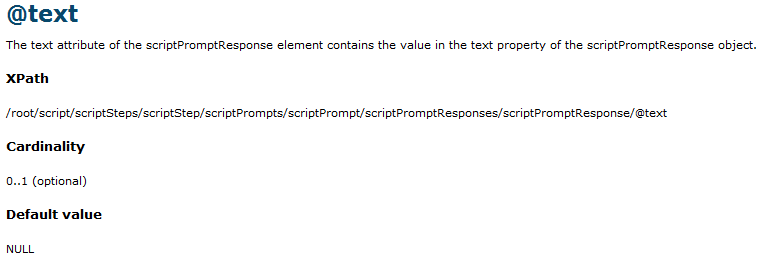 @text
The text attribute of the scriptPromptResponse element contains the value in the text property of the scriptPromptResponse object.
XPath
/root/script/scriptSteps/scriptStep/scriptPrompts/scriptPrompt/scriptPromptResponses/scriptPromptResponse/@text
Cardinality
0..1 (optional)
Default value
NULL